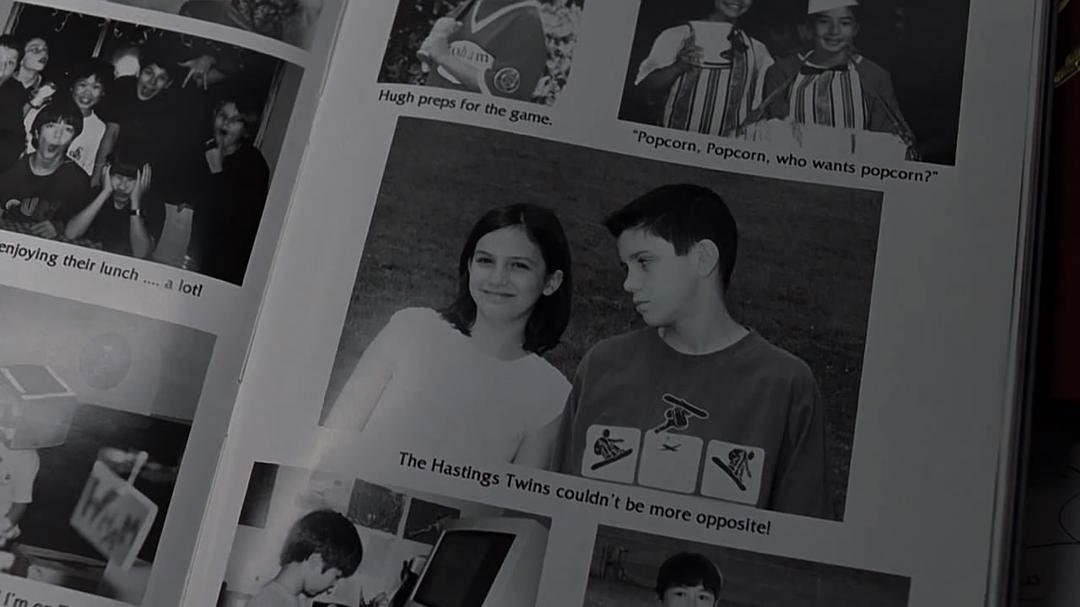 enjoying their lunch .... a lot!
Hugh preps for the game.
"Popcorn, Popcorn, who wants popcorn?"
The Hastings Twins couldn't be more opposite!
I'm